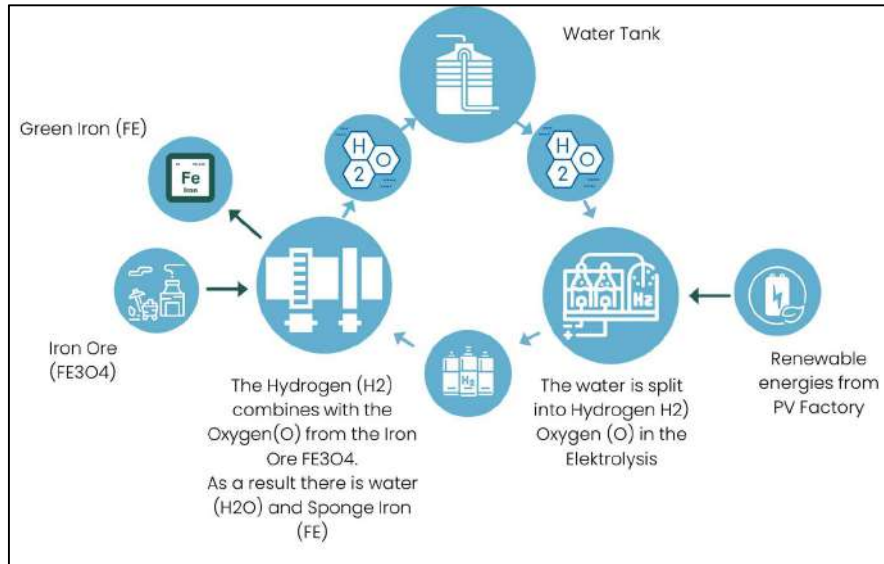 Water Tank
Green Iron (FE)
H
2
O
H
2
O
Fe
Iron
H2
Iron Ore
(FE3O4)
H2
Renewable
energies from
PV Factory
The Hydrogen (H2)
combines with the
Oxygen(O) from the Iron
Ore FE3O4.
As a result there is water
(H2O) and Sponge Iron
(FE)
The water is split
into Hydrogen H2)
Oxygen (O) in the
Elektrolysis